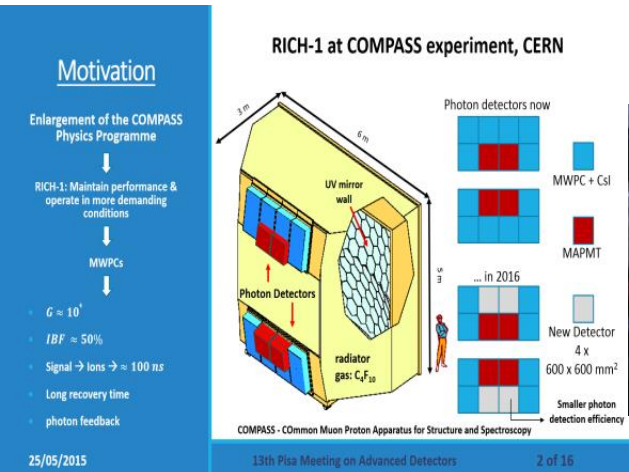 Motivation
Enlargement of the COMPASS
Physics Programme
RICH-1: Maintain performance &
operate in more demanding
conditions
MWPCs
G ≈ 10⁴
IBF ≈ 50%
Signal → Ions → ≈ 100 ns
Long recovery time
photon feedback
25/05/2015
RICH-1 at COMPASS experiment, CERN
3 m
6 m
5 m
UV mirror
wall
Photon Detectors
radiator
gas: C₄F₁₀
Photon detectors now
MWPC + CsI
MAPMT
... in 2016
New Detector
4 x
600 x 600 mm²
Smaller photon
detection efficiency
COMPASS - COmmon Muon Proton Apparatus for Structure and Spectroscopy
13th Pisa Meeting on Advanced Detectors
2 of 16